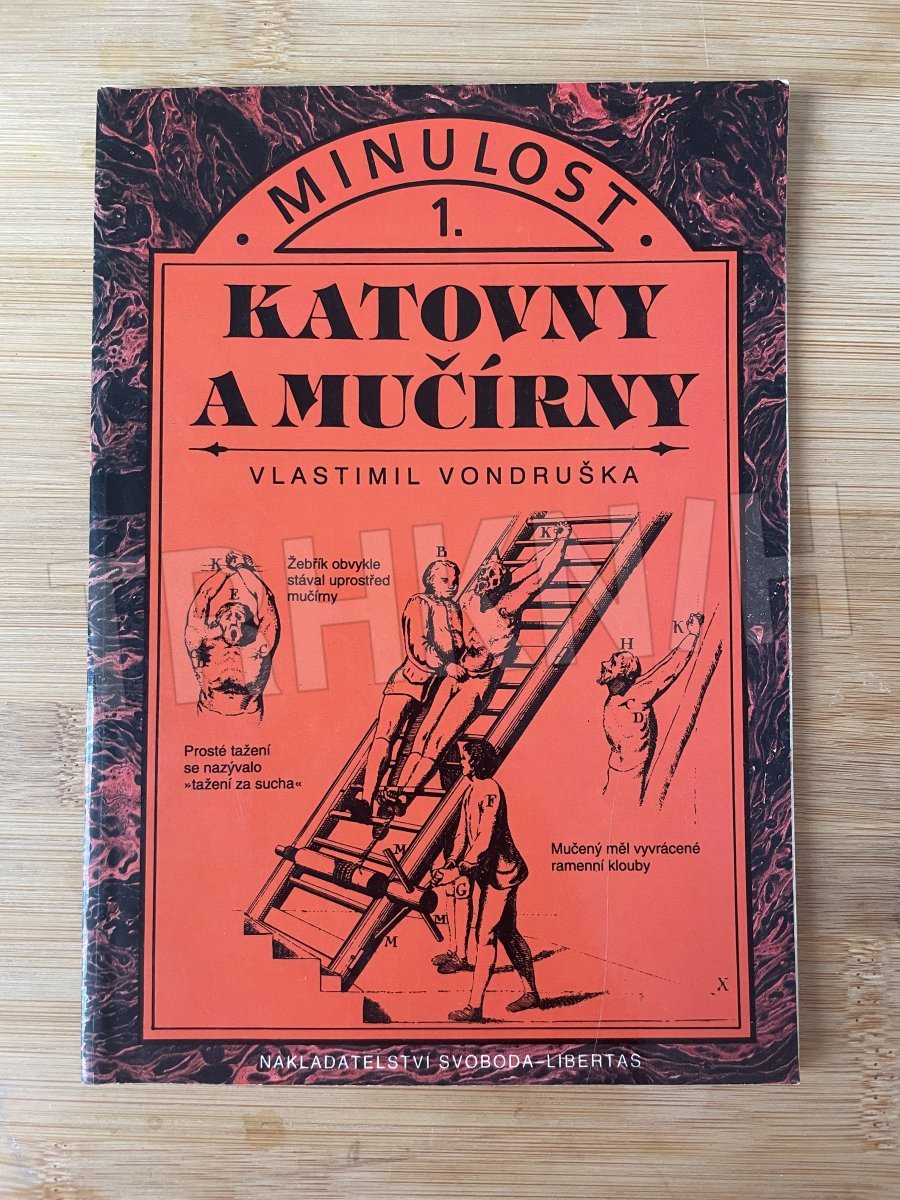 MINULOST
1.
KATOVNY
A MUČÍRNY
VLASTIMIL VONDRUŠKA
Žebřík obvykle
stával uprostřed
mučírny
K
E
B
C
B
A
K
H
K
C
D
Prosté tažení
se nazývalo
»tažení za sucha«
F
Mučený měl vyvrácené
ramenní klouby
M
G
M
M
X
NAKLADATELSTVÍ SVOBODA–LIBERTAS
TRHKNIH